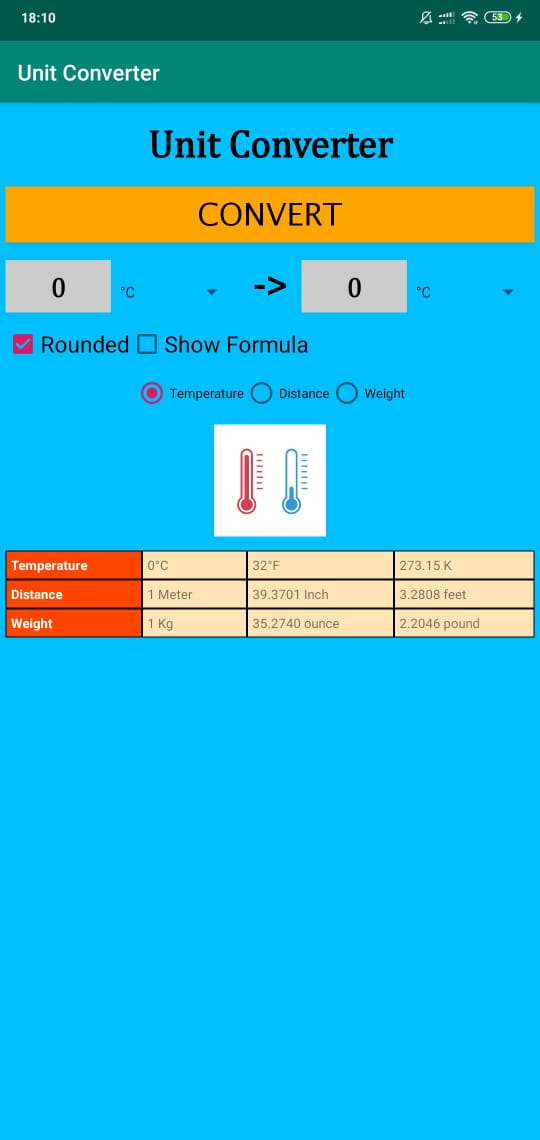 18:10 53
Unit Converter
Unit Converter
CONVERT
0 °C -> 0 °C
Rounded Show Formula
Temperature Distance Weight
Temperature 0°C 32°F 273.15 K
Distance 1 Meter 39.3701 Inch 3.2808 feet
Weight 1 Kg 35.2740 ounce 2.2046 pound